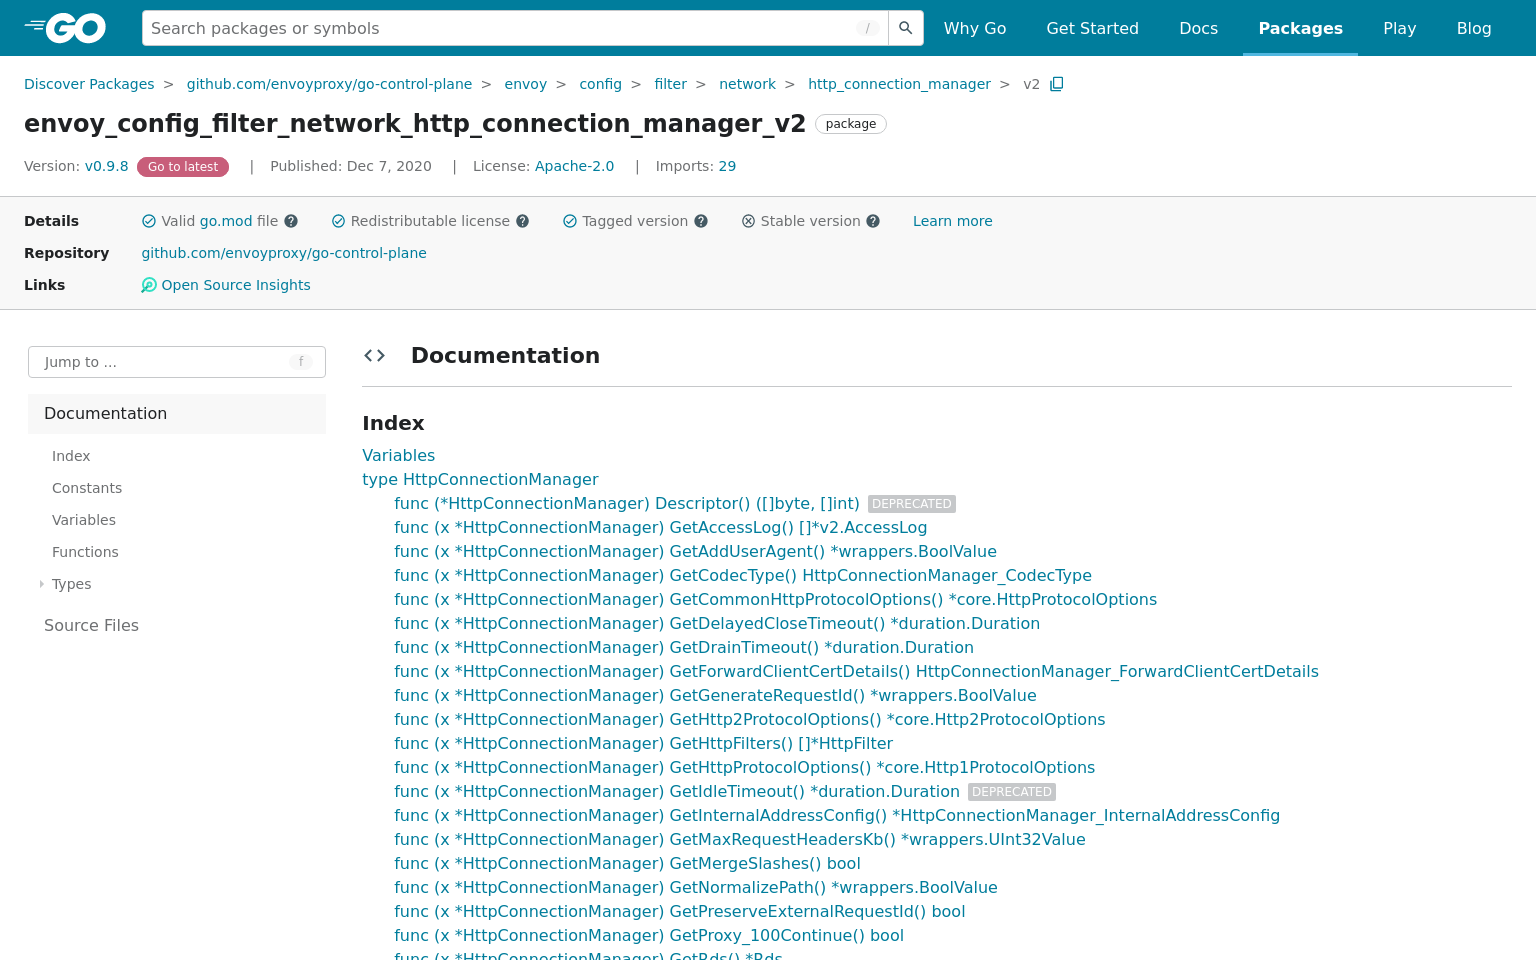 GO
Search packages or symbols /
Why Go Get Started Docs Packages Play Blog
Discover Packages > github.com/envoyproxy/go-control-plane > envoy > config > filter > network > http_connection_manager > v2
envoy_config_filter_network_http_connection_manager_v2 package
Version: v0.9.8 Go to latest | Published: Dec 7, 2020 | License: Apache-2.0 | Imports: 29
Details Valid go.mod file Redistributable license Tagged version Stable version Learn more
Repository github.com/envoyproxy/go-control-plane
Links Open Source Insights
Jump to ... f
Documentation
Index
Constants
Variables
Functions
Types
Source Files
Documentation
Index
Variables
type HttpConnectionManager
func (*HttpConnectionManager) Descriptor() ([]byte, []int) DEPRECATED
func (x *HttpConnectionManager) GetAccessLog() []*v2.AccessLog
func (x *HttpConnectionManager) GetAddUserAgent() *wrappers.BoolValue
func (x *HttpConnectionManager) GetCodecType() HttpConnectionManager_CodecType
func (x *HttpConnectionManager) GetCommonHttpProtocolOptions() *core.HttpProtocolOptions
func (x *HttpConnectionManager) GetDelayedCloseTimeout() *duration.Duration
func (x *HttpConnectionManager) GetDrainTimeout() *duration.Duration
func (x *HttpConnectionManager) GetForwardClientCertDetails() HttpConnectionManager_ForwardClientCertDetails
func (x *HttpConnectionManager) GetGenerateRequestId() *wrappers.BoolValue
func (x *HttpConnectionManager) GetHttp2ProtocolOptions() *core.Http2ProtocolOptions
func (x *HttpConnectionManager) GetHttpFilters() []*HttpFilter
func (x *HttpConnectionManager) GetHttpProtocolOptions() *core.Http1ProtocolOptions
func (x *HttpConnectionManager) GetIdleTimeout() *duration.Duration DEPRECATED
func (x *HttpConnectionManager) GetInternalAddressConfig() *HttpConnectionManager_InternalAddressConfig
func (x *HttpConnectionManager) GetMaxRequestHeadersKb() *wrappers.UInt32Value
func (x *HttpConnectionManager) GetMergeSlashes() bool
func (x *HttpConnectionManager) GetNormalizePath() *wrappers.BoolValue
func (x *HttpConnectionManager) GetPreserveExternalRequestId() bool
func (x *HttpConnectionManager) GetProxy_100Continue() bool
func (x *HttpConnectionManager) GetRds() *Rds